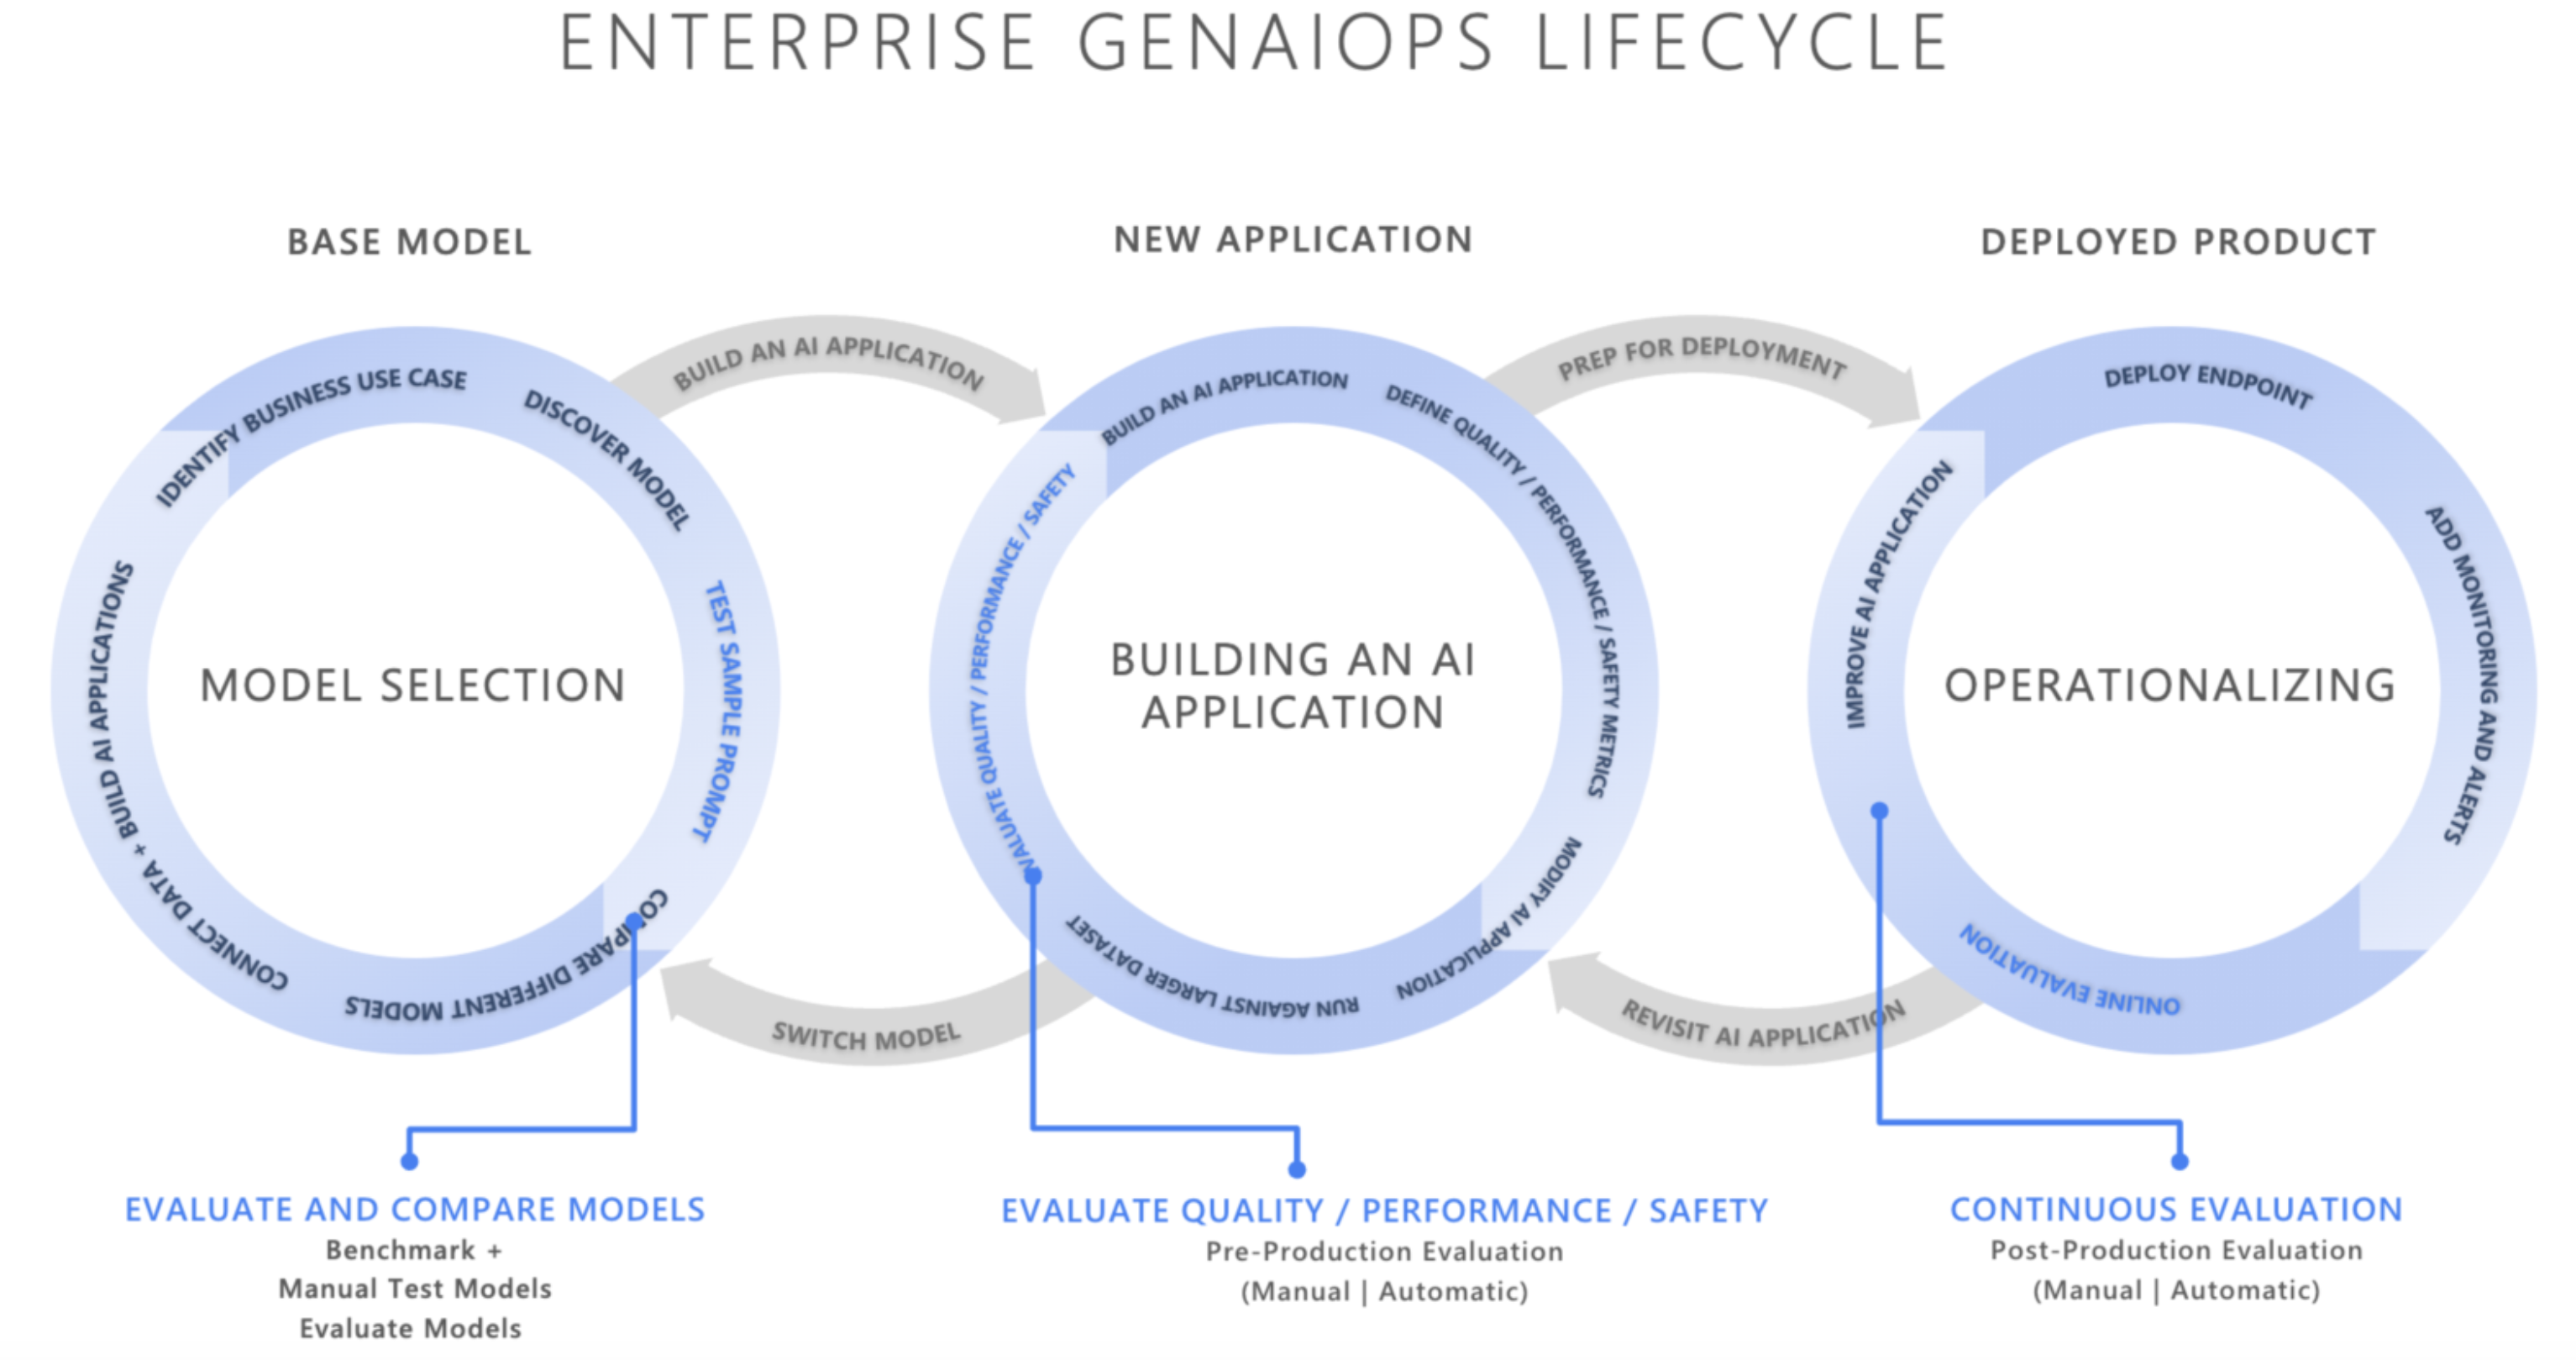 ENTERPRISE GENAIOPS LIFECYCLE
BASE MODEL
NEW APPLICATION
DEPLOYED PRODUCT
IDENTIFY BUSINESS USE CASE
DISCOVER MODEL
TEST SAMPLE PROMPT
COMPARE DIFFERENT MODELS
CONNECT DATA + BUILD AI APPLICATIONS
MODEL SELECTION
BUILD AN AI APPLICATION
SWITCH MODEL
BUILD AN AI APPLICATION
DEFINE QUALITY / PERFORMANCE / SAFETY METRICS
MODIFY AI APPLICATION
RUN AGAINST LARGER DATASET
EVALUATE QUALITY / PERFORMANCE / SAFETY
BUILDING AN AI
APPLICATION
PREP FOR DEPLOYMENT
REVISIT AI APPLICATION
DEPLOY ENDPOINT
ADD MONITORING AND ALERTS
ONLINE EVALUATION
IMPROVE AI APPLICATION
OPERATIONALIZING
EVALUATE AND COMPARE MODELS
Benchmark +
Manual Test Models
Evaluate Models
EVALUATE QUALITY / PERFORMANCE / SAFETY
Pre-Production Evaluation
(Manual | Automatic)
CONTINUOUS EVALUATION
Post-Production Evaluation
(Manual | Automatic)